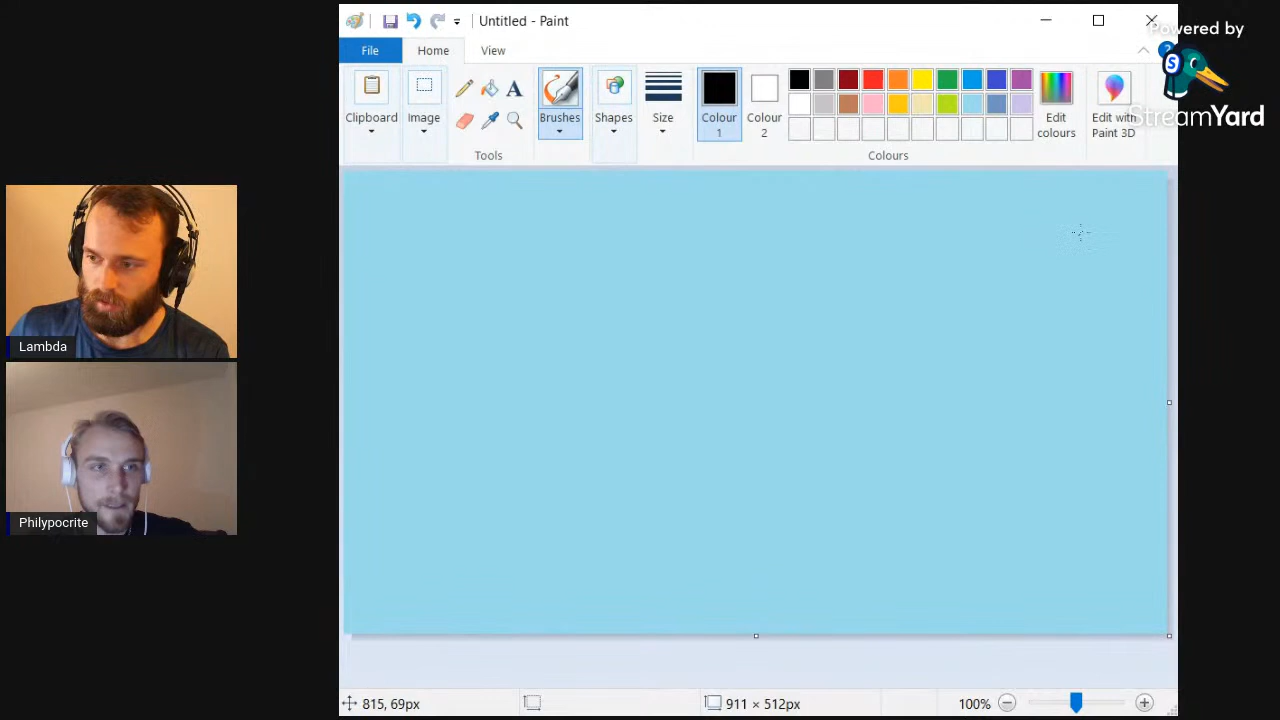 Untitled - Paint
Powered by
StreamYard
File Home View
Clipboard Image Brushes Shapes Size Colour 1 Colour 2 Edit colours Edit with Paint 3D
Tools Colours
Lambda
Philypocrite
815, 69px 911 × 512px 100%